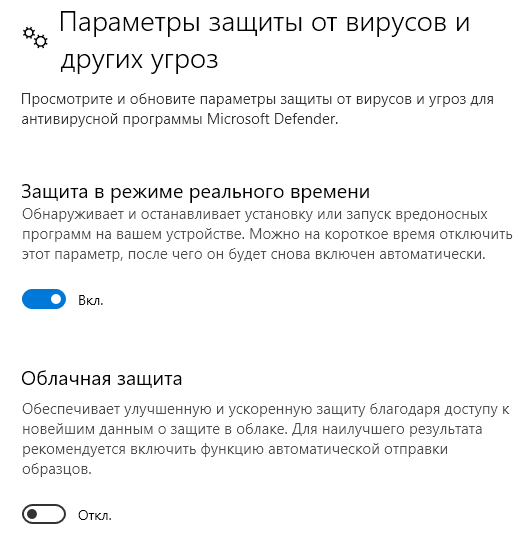 Параметры защиты от вирусов и
других угроз
Просмотрите и обновите параметры защиты от вирусов и угроз для
антивирусной программы Microsoft Defender.
Защита в режиме реального времени
Обнаруживает и останавливает установку или запуск вредоносных
программ на вашем устройстве. Можно на короткое время отключить
этот параметр, после чего он будет снова включен автоматически.
Вкл.
Облачная защита
Обеспечивает улучшенную и ускоренную защиту благодаря доступу к
новейшим данным о защите в облаке. Для наилучшего результата
рекомендуется включить функцию автоматической отправки
образцов.
Откл.